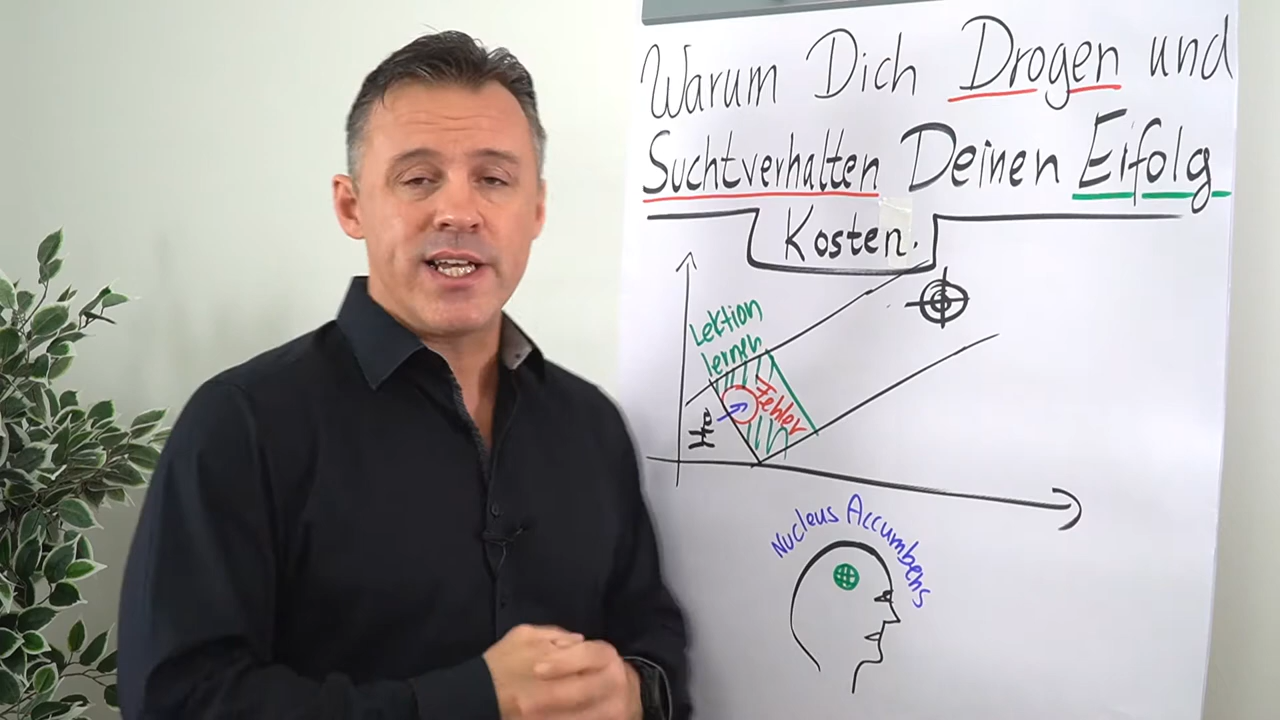 Warum Dich Drogen und
Suchtverhalten Deinen Erfolg
Kosten.
Lektion
lernen
Fehler
Nucleus Accumbens